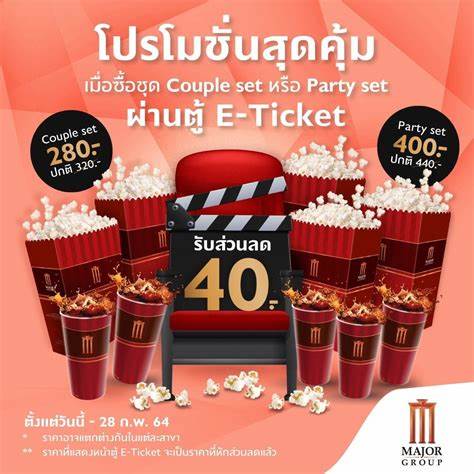 โปรโมชั่นสุดคุ้ม
เมื่อซื้อชุด Couple set หรือ Party set
ผ่านตู้ E-Ticket
Couple set
280.-
ปกติ 320.-
Party set
400.-
ปกติ 440.-
รับส่วนลด
40.-
ตั้งแต่วันนี้ - 28 ก.พ. 64
* ราคาอาจแตกต่างกันในแต่ละสาขา
** ราคาที่แสดงหน้าตู้ E-Ticket จะเป็นราคาที่หักส่วนลดแล้ว
MAJOR
GROUP